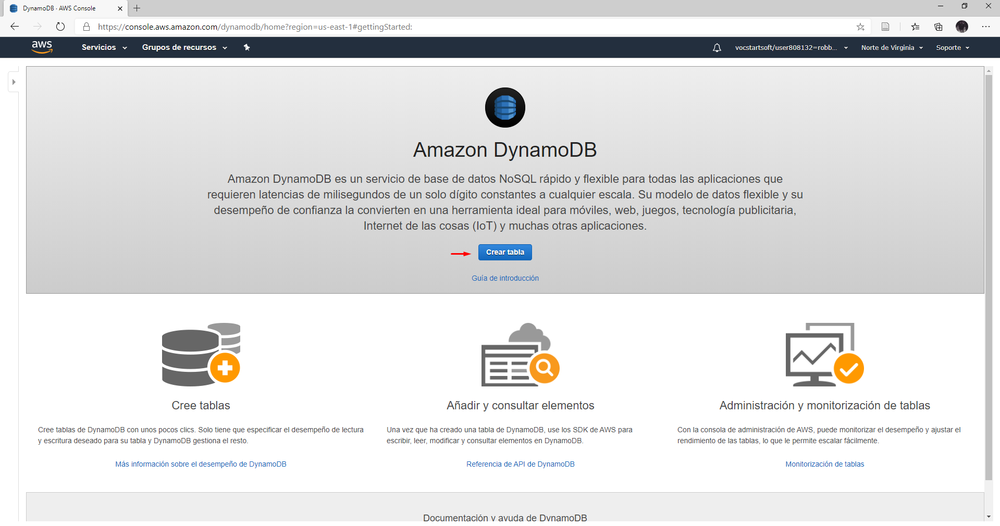 DynamoDB · AWS Console
https://console.aws.amazon.com/dynamodb/home?region=us-east-1#gettingStarted:
aws
Servicios
Grupos de recursos
vocstartsoft/user808132=robb...
Norte de Virginia
Soporte
Amazon DynamoDB
Amazon DynamoDB es un servicio de base de datos NoSQL rápido y flexible para todas las aplicaciones que
requieren latencias de milisegundos de un solo dígito constantes a cualquier escala. Su modelo de datos flexible y su
desempeño de confianza la convierten en una herramienta ideal para móviles, web, juegos, tecnología publicitaria,
Internet de las cosas (IoT) y muchas otras aplicaciones.
Crear tabla
Guía de introducción
Cree tablas
Cree tablas de DynamoDB con unos pocos clics. Solo tiene que especificar el desempeño de lectura
y escritura deseado para su tabla y DynamoDB gestiona el resto.
Más información sobre el desempeño de DynamoDB
Añadir y consultar elementos
Una vez que ha creado una tabla de DynamoDB, use los SDK de AWS para
escribir, leer, modificar y consultar elementos en DynamoDB.
Referencia de API de DynamoDB
Administración y monitorización de tablas
Con la consola de administración de AWS, puede monitorizar el desempeño y ajustar el
rendimiento de las tablas, lo que le permite escalar fácilmente.
Monitorización de tablas
Documentación y ayuda de DynamoDB